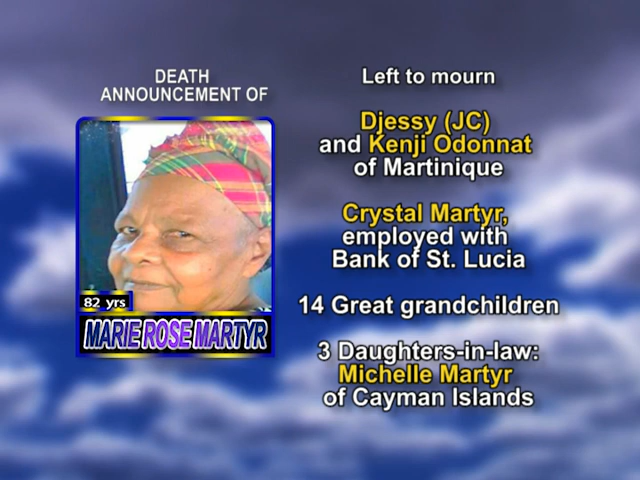 DEATH
ANNOUNCEMENT OF
82 yrs
MARIE ROSE MARTYR
Left to mourn
Djessy (JC)
and Kenji Odonnat
of Martinique
Crystal Martyr,
employed with
Bank of St. Lucia
14 Great grandchildren
3 Daughters-in-law:
Michelle Martyr
of Cayman Islands